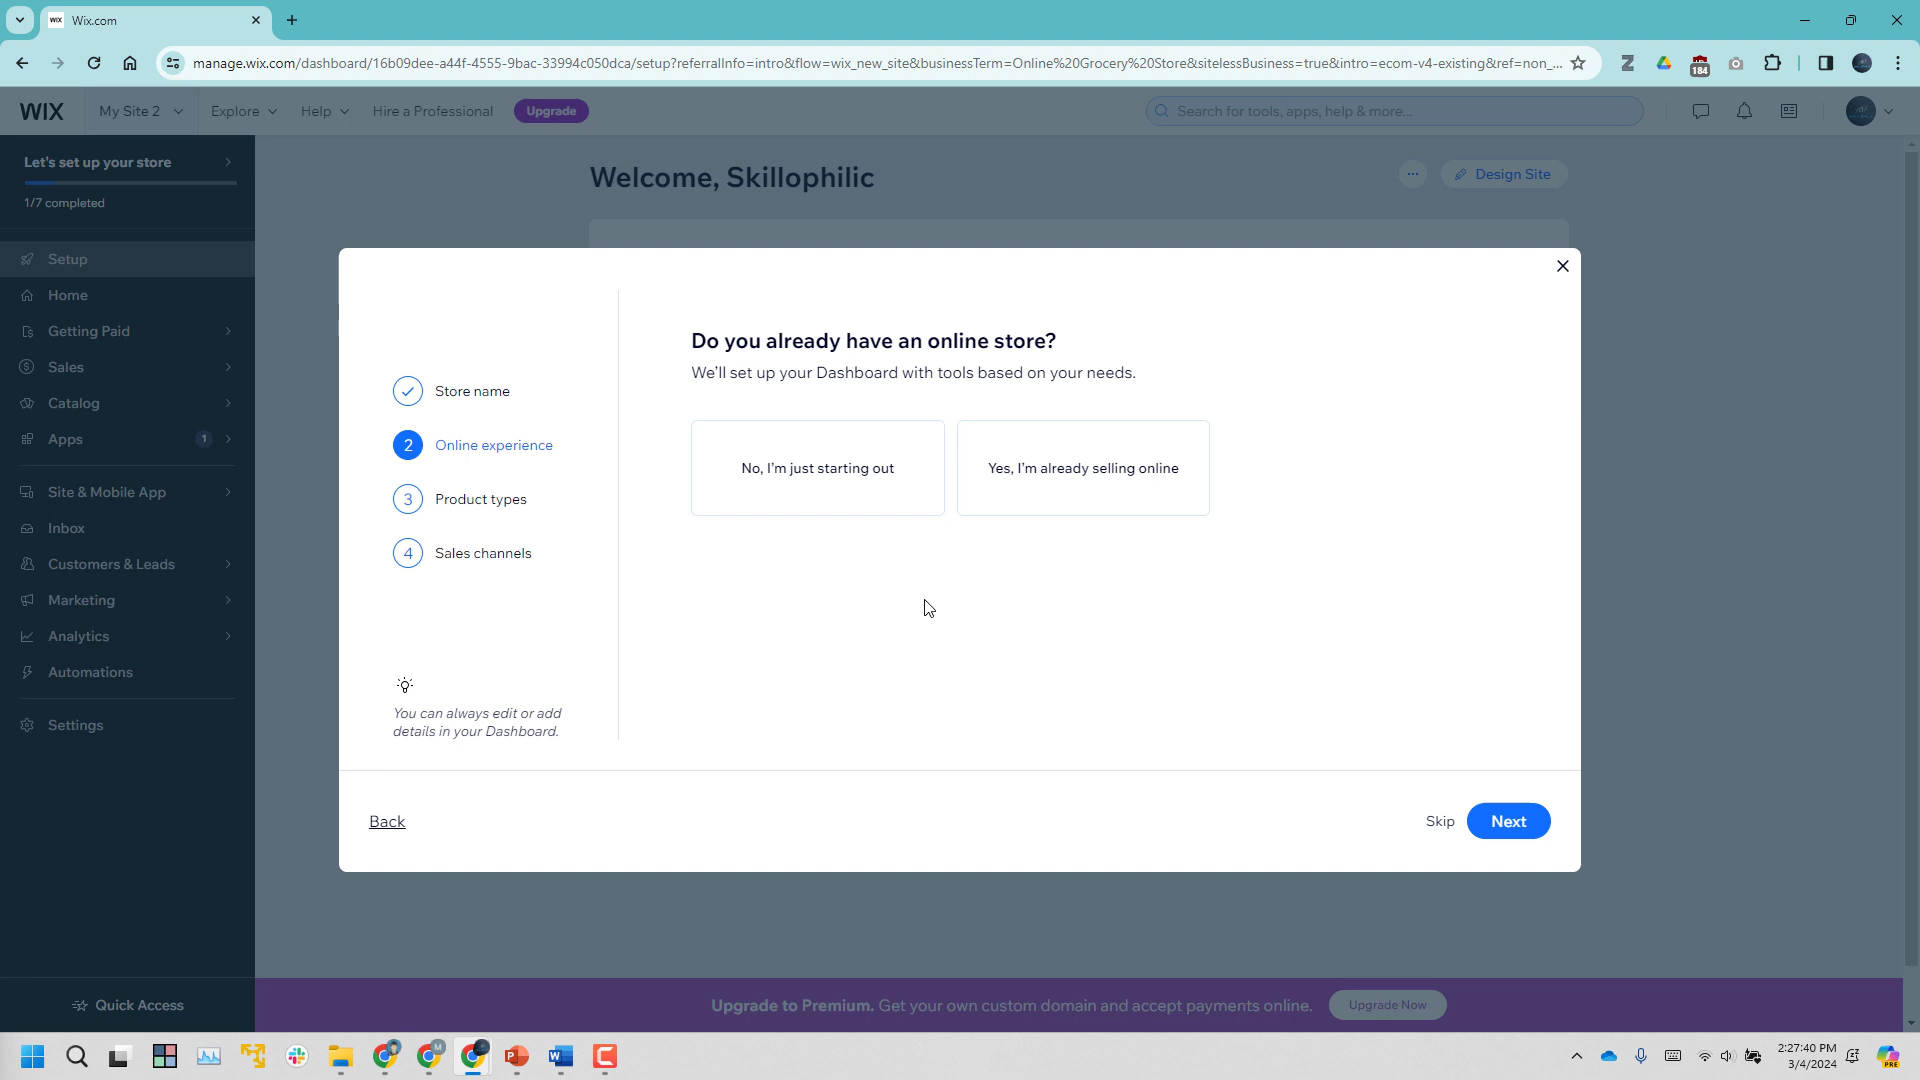 Wix.com
manage.wix.com/dashboard/16b09dee-a44f-4555-9bac-33994c050dca/setup?referralInfo=intro&flow=wix_new_site&businessTerm=Online%20Grocery%20Store&sitelessBusiness=true&intro=ecom-v4-existing&ref=non_...
184
WIX
My Site 2
Explore
Help
Hire a Professional
Upgrade
Search for tools, apps, help & more...
Let's set up your store
1/7 completed
Setup
Home
Getting Paid
Sales
Catalog
Apps
1
Site & Mobile App
Inbox
Customers & Leads
Marketing
Analytics
Automations
Settings
Quick Access
Welcome, Skillophilic
Design Site
Store name
2 Online experience
3 Product types
4 Sales channels
You can always edit or add
details in your Dashboard.
Do you already have an online store?
We'll set up your Dashboard with tools based on your needs.
No, I'm just starting out
Yes, I'm already selling online
Back
Skip
Next
Upgrade to Premium. Get your own custom domain and accept payments online.
Upgrade Now
2:27:40 PM
3/4/2024